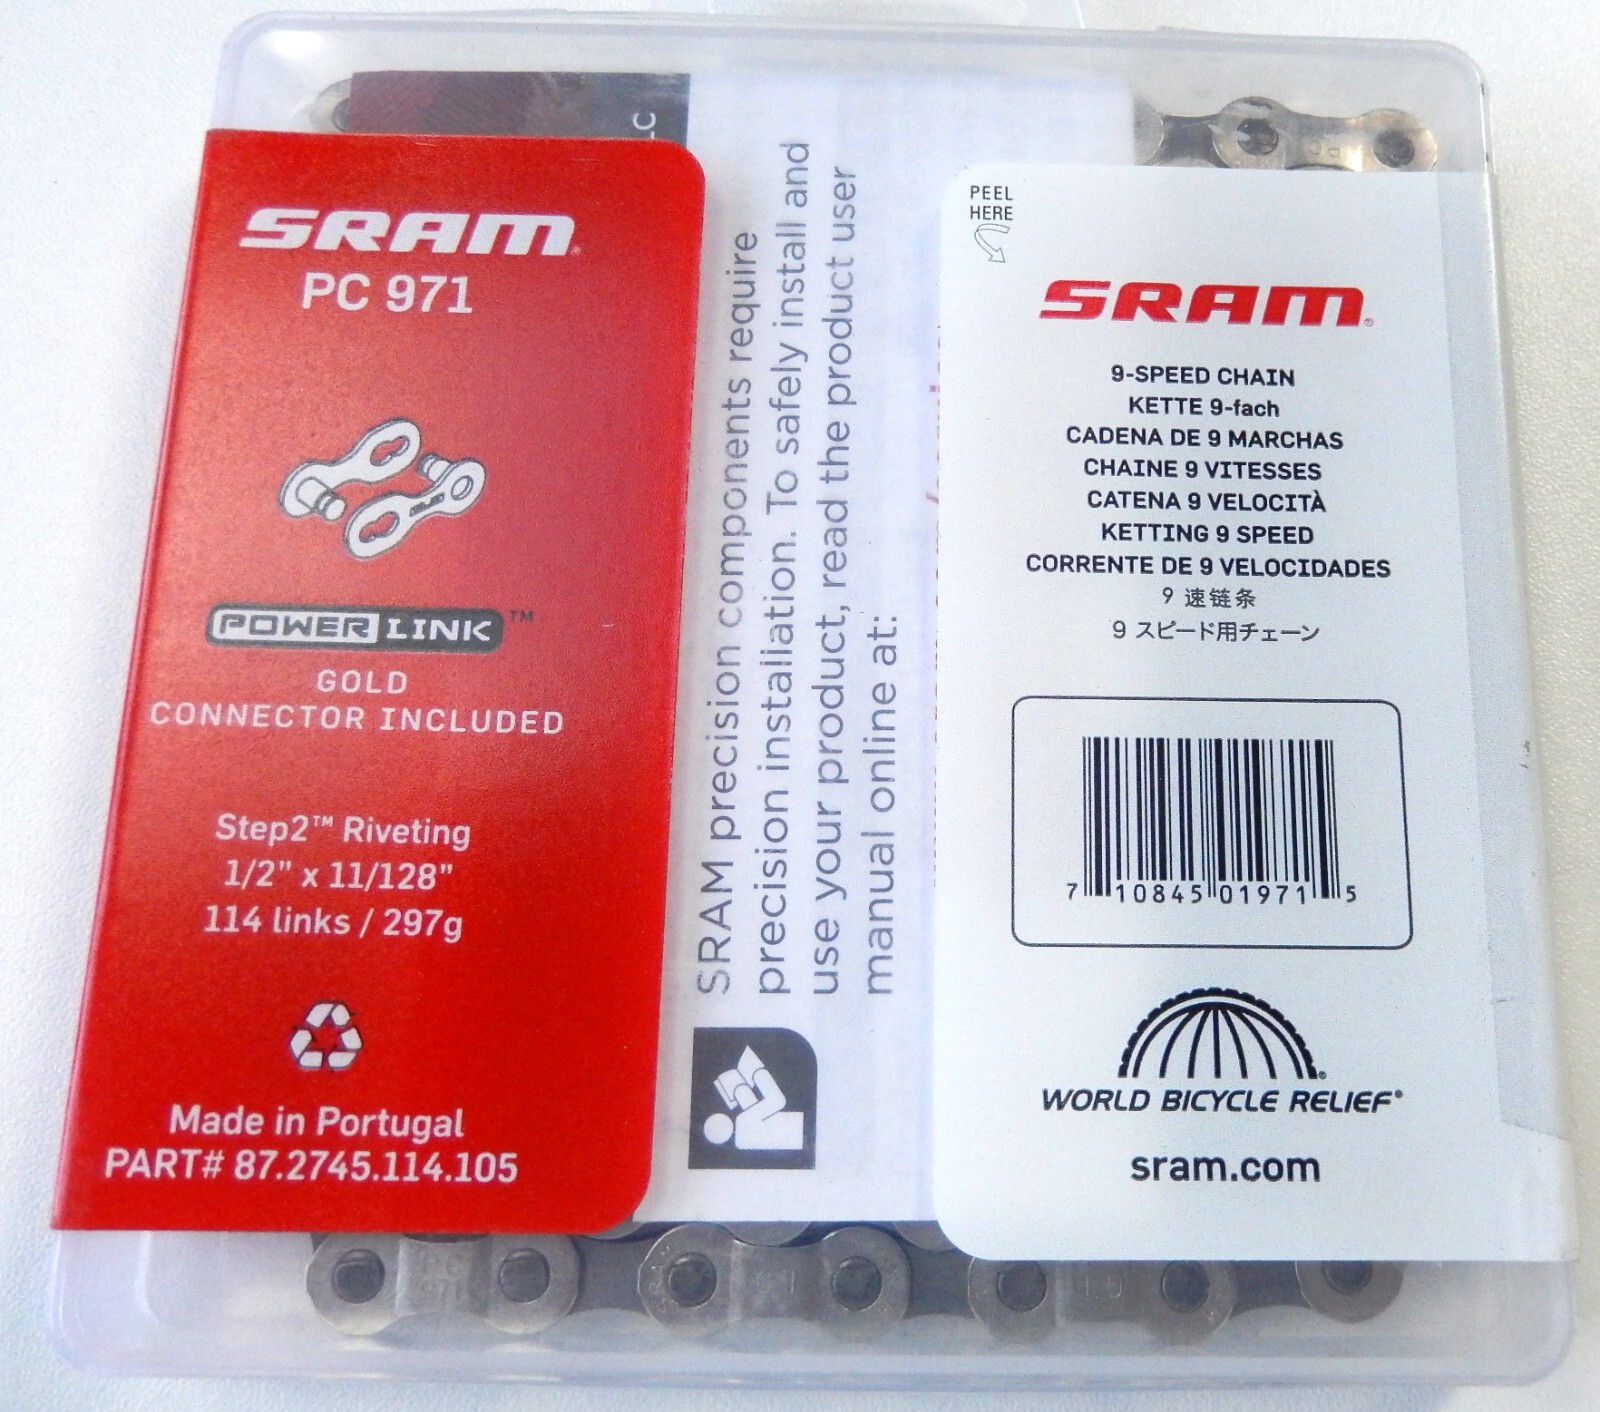 SRAM
PC 971
POWER LINK™
GOLD
CONNECTOR INCLUDED
Step2™ Riveting
1/2" x 11/128"
114 links / 297g
Made in Portugal
PART# 87.2745.114.105
LC
SRAM precision components require
precision installation. To safely install and
use your product, read the product user
manual online at:
PEEL
HERE
SRAM®
9-SPEED CHAIN
KETTE 9-fach
CADENA DE 9 MARCHAS
CHAINE 9 VITESSES
CATENA 9 VELOCITÀ
KETTING 9 SPEED
CORRENTE DE 9 VELOCIDADES
9 速链条
9 スピード用チェーン
7 10845 01971 5
WORLD BICYCLE RELIEF®
sram.com
PC
971